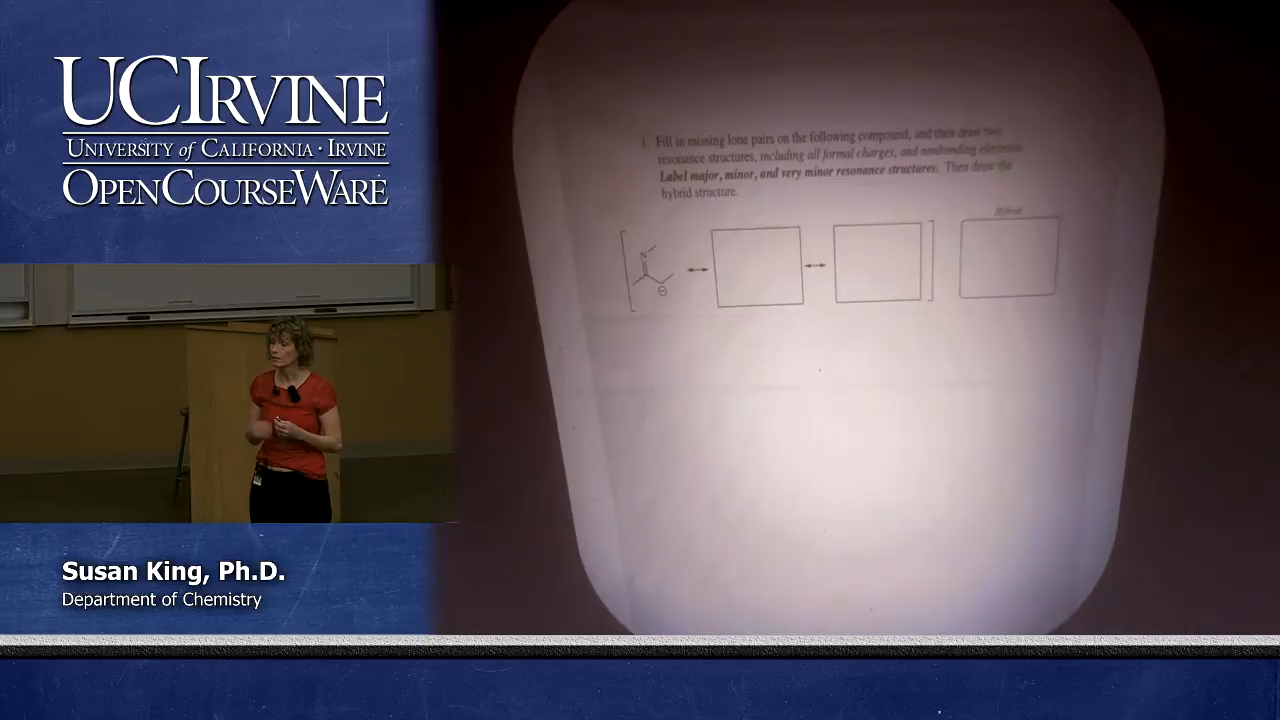 UCIRVINE
UNIVERSITY of CALIFORNIA · IRVINE
OPENCOURSEWARE
1. Fill in missing lone pairs on the following compound, and then draw two
resonance structures, including all formal charges, and nonbonding electrons.
Label major, minor, and very minor resonance structures. Then draw the
hybrid structure.
Hybrid
N
Susan King, Ph.D.
Department of Chemistry